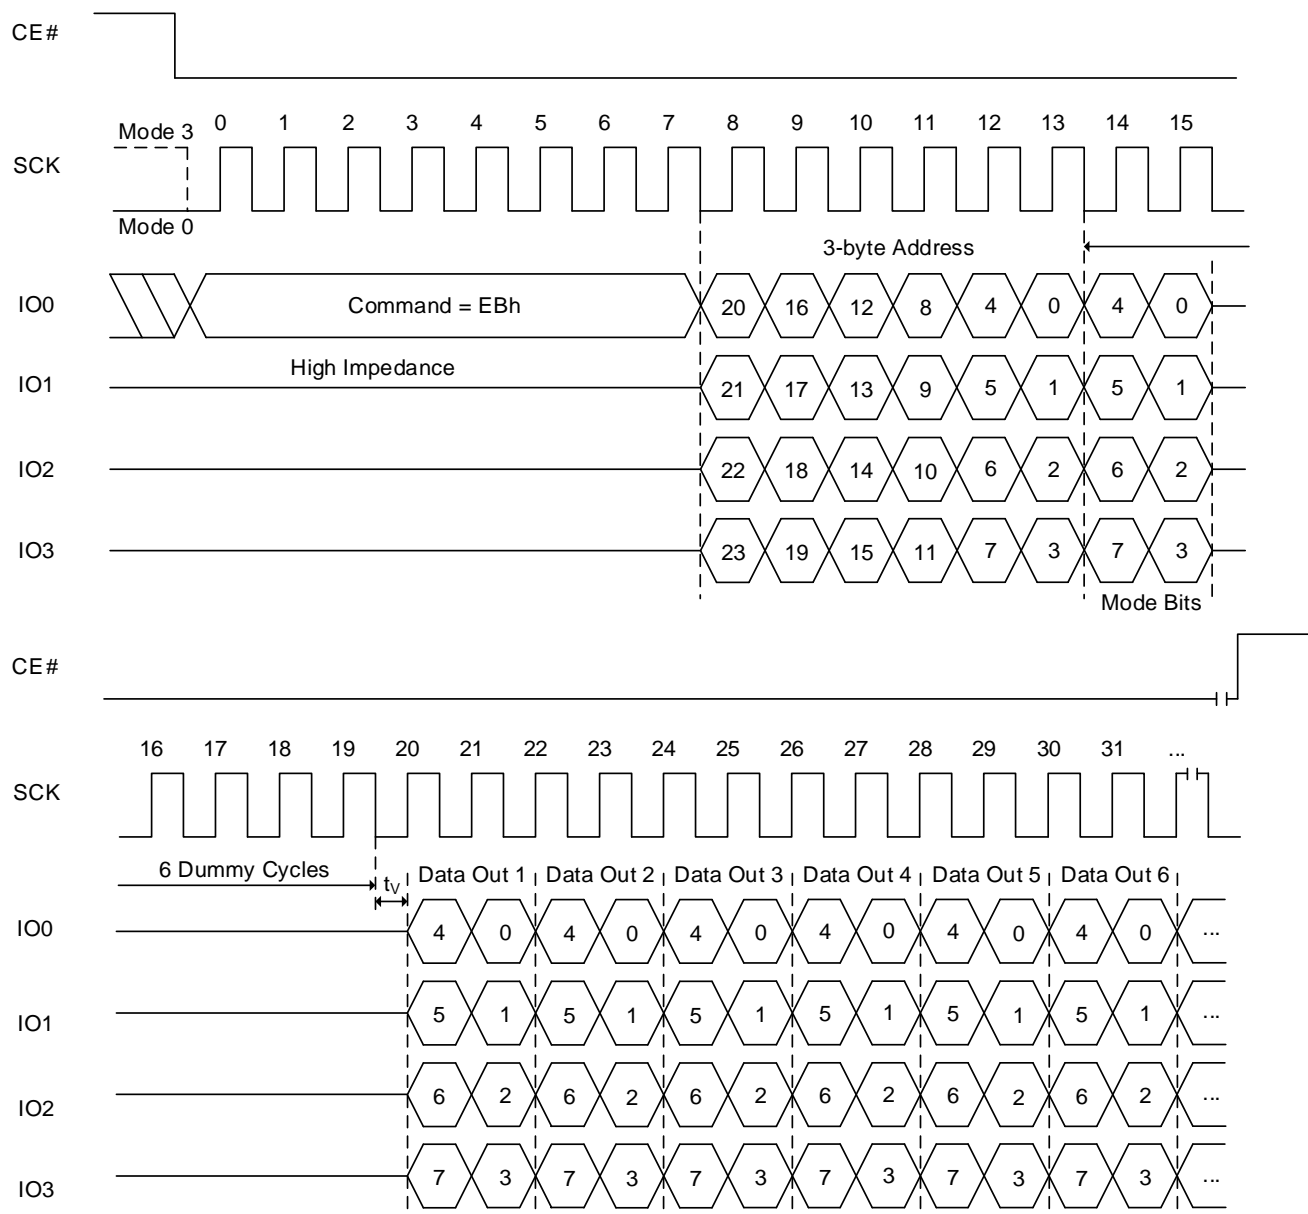 CE#
Mode 3 0 1 2 3 4 5 6 7 8 9 10 11 12 13 14 15
SCK
Mode 0
3-byte Address
IO0 Command = EBh 20 16 12 8 4 0 4 0
High Impedance
IO1 21 17 13 9 5 1 5 1
IO2 22 18 14 10 6 2 6 2
IO3 23 19 15 11 7 3 7 3
Mode Bits
CE#
16 17 18 19 20 21 22 23 24 25 26 27 28 29 30 31 ...
SCK
6 Dummy Cycles tV Data Out 1 Data Out 2 Data Out 3 Data Out 4 Data Out 5 Data Out 6
IO0 4 0 4 0 4 0 4 0 4 0 4 0 ...
IO1 5 1 5 1 5 1 5 1 5 1 5 1 ...
IO2 6 2 6 2 6 2 6 2 6 2 6 2 ...
IO3 7 3 7 3 7 3 7 3 7 3 7 3 ...